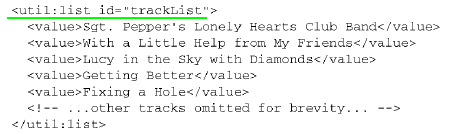 <util:list id="trackList">
<value>Sgt. Pepper's Lonely Hearts Club Band</value>
<value>With a Little Help from My Friends</value>
<value>Lucy in the Sky with Diamonds</value>
<value>Getting Better</value>
<value>Fixing a Hole</value>
<!-- ...other tracks omitted for brevity... -->
</util:list>